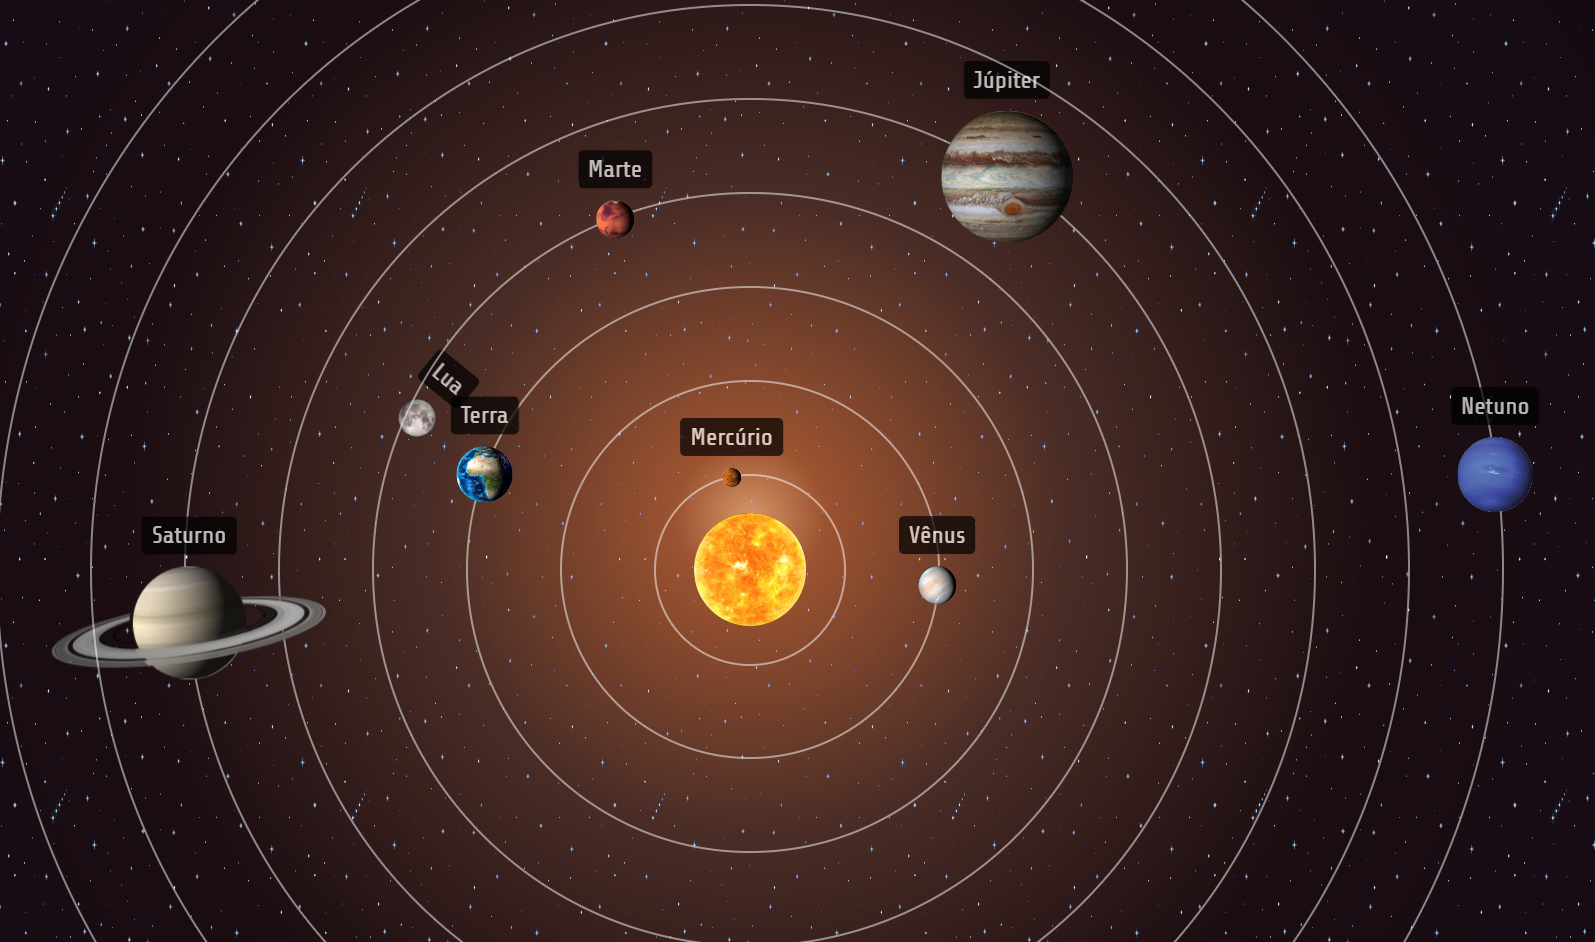 Júpiter
Marte
Lua
Terra
Netuno
Mercúrio
Saturno
Vênus